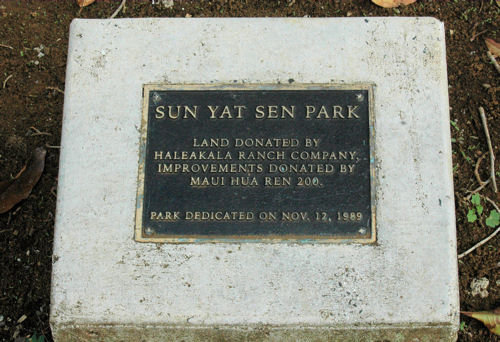 SUN YAT SEN PARK
LAND DONATED BY
HALEAKALA RANCH COMPANY,
IMPROVEMENTS DONATED BY
MAUI HUA REN 200.
PARK DEDICATED ON NOV. 12, 1989